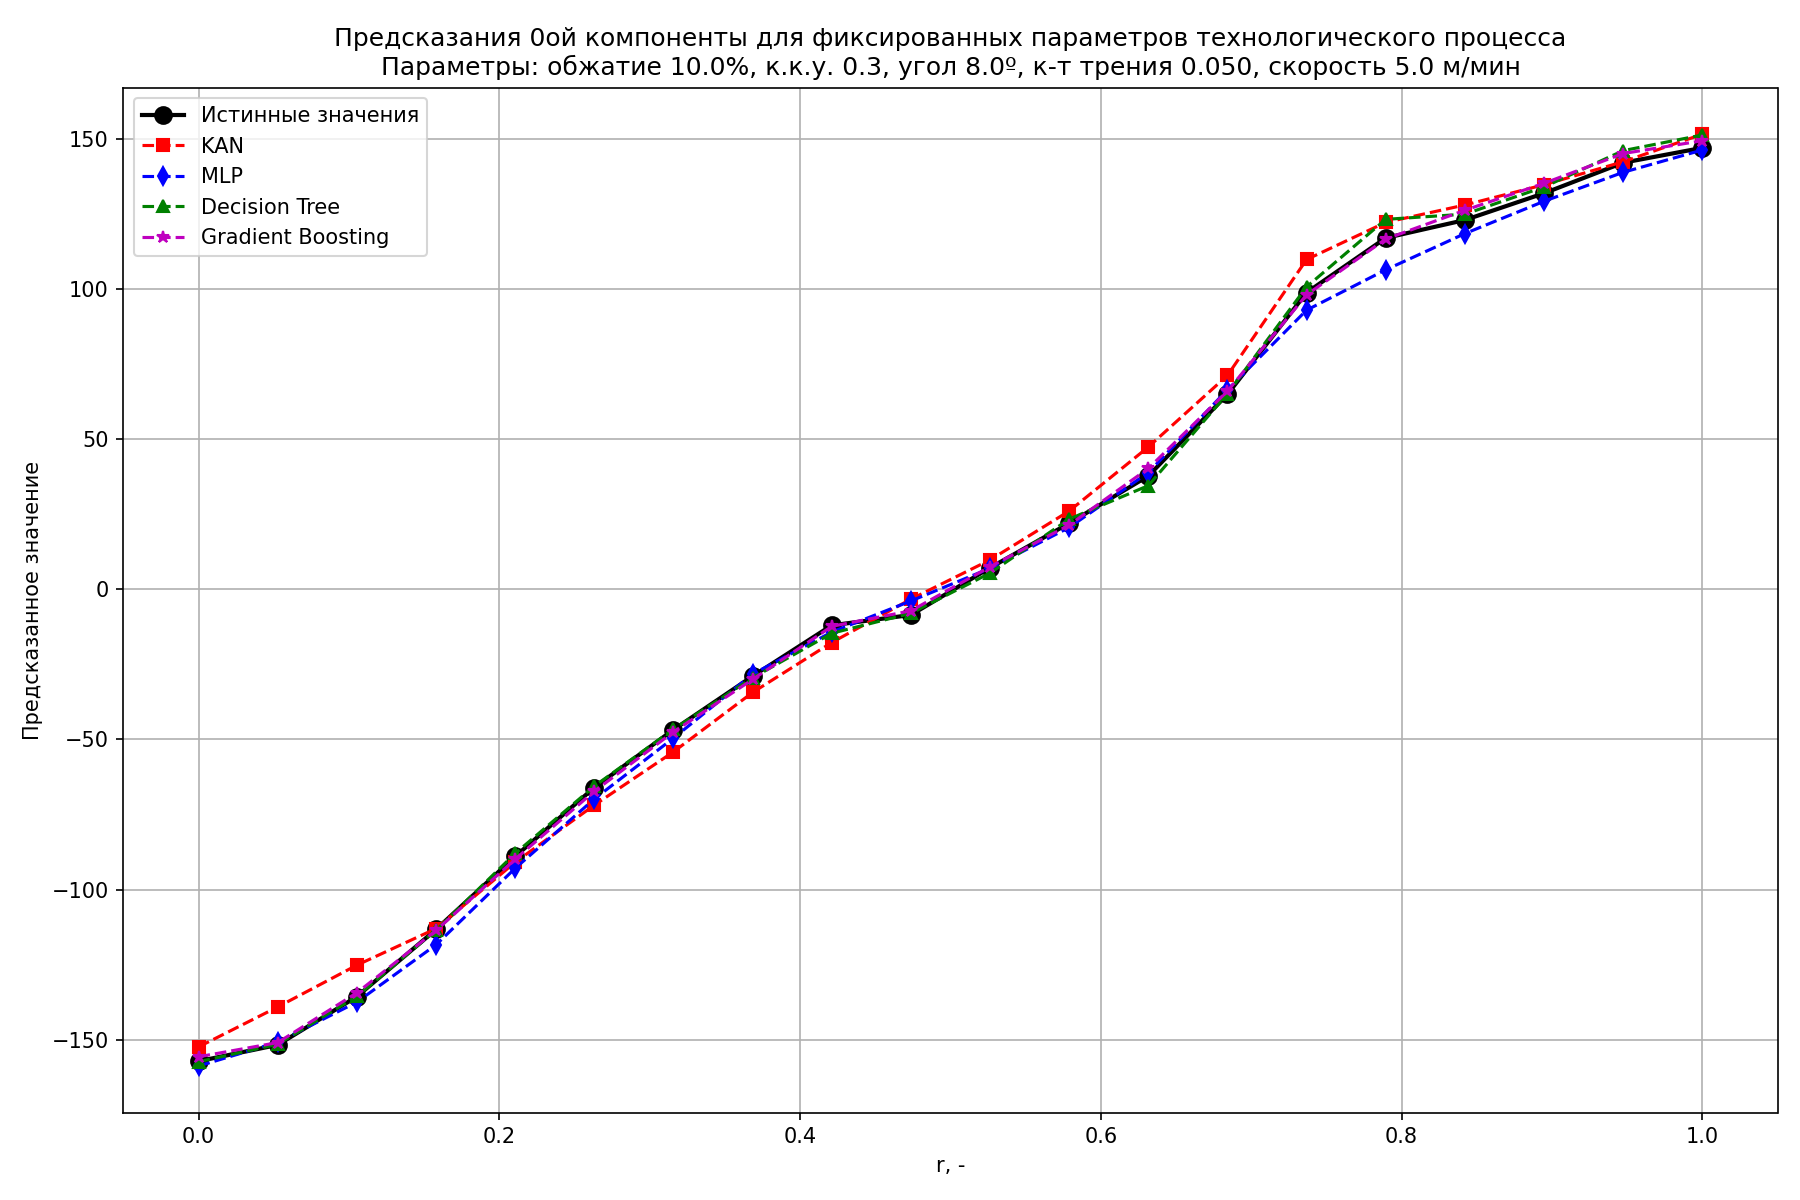 Предсказания 0ой компоненты для фиксированных параметров технологического процесса
Параметры: обжатие 10.0%, к.к.у. 0.3, угол 8.0º, к-т трения 0.050, скорость 5.0 м/мин
Истинные значения
KAN
MLP
Decision Tree
Gradient Boosting
Предсказанное значение
150
100
50
0
−50
−100
−150
0.0
0.2
0.4
0.6
0.8
1.0
r, -